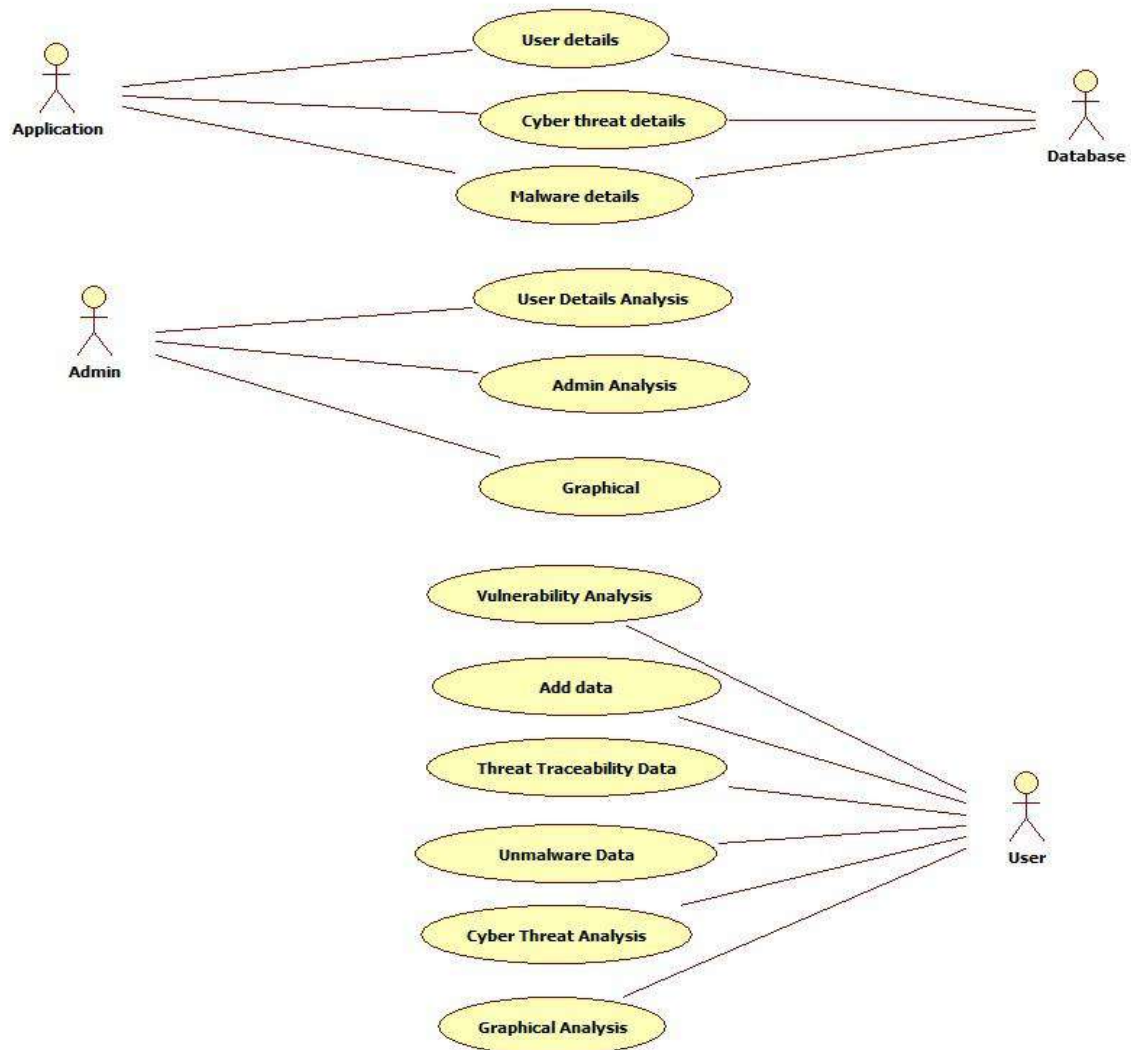 User details
Application
Cyber threat details
Database
Malware details
User Details Analysis
Admin
Admin Analysis
Graphical
Vulnerability Analysis
Add data
Threat Traceability Data
Unmalware Data
User
Cyber Threat Analysis
Graphical Analysis